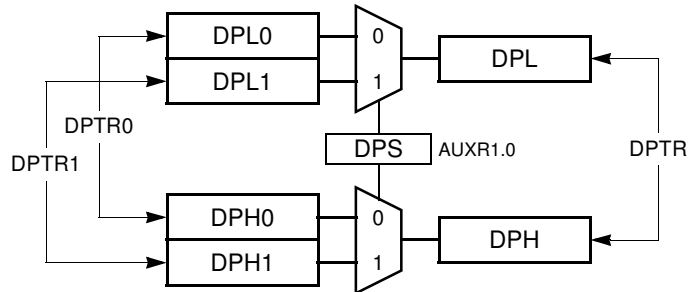 DPL0
0
DPL
DPL1
1
DPTR0
DPS
AUXR1.0
DPTR
DPTR1
DPH0
0
DPH
DPH1
1